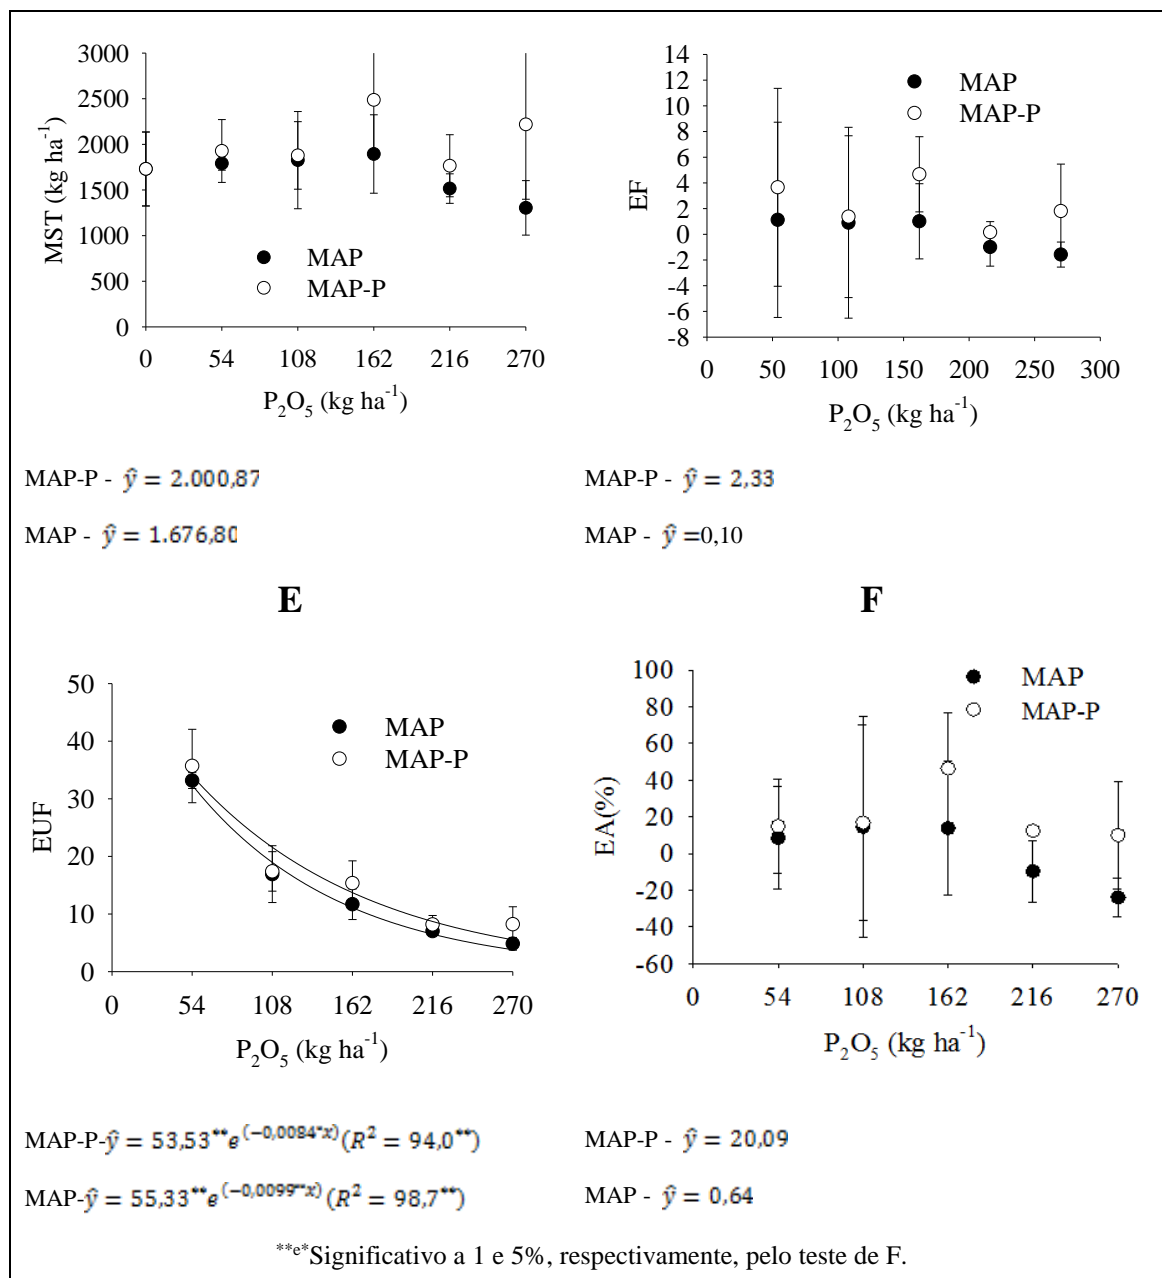 3000
2500
2000
1500
1000
500
0
MST (kg ha⁻¹)
MAP
MAP-P
0 54 108 162 216 270
P₂O₅ (kg ha⁻¹)
14
12
10
8
6
4
2
0
-2
-4
-6
-8
EF
MAP
MAP-P
0 50 100 150 200 250 300
P₂O₅ (kg ha⁻¹)
MAP-P - ŷ = 2.000,87
MAP - ŷ = 1.676,80
MAP-P - ŷ = 2,33
MAP - ŷ =0,10
E
F
50
40
30
20
10
0
EUF
MAP
MAP-P
0 54 108 162 216 270
P₂O₅ (kg ha⁻¹)
100
80
60
40
20
0
-20
-40
-60
EA(%)
MAP
MAP-P
0 54 108 162 216 270
P₂O₅ (kg ha⁻¹)
MAP-P-ŷ = 53,53**e^(-0,0084*x)(R² = 94,0**)
MAP-ŷ = 55,33**e^(-0,0099**x)(R² = 98,7**)
MAP-P - ŷ = 20,09
MAP - ŷ = 0,64
**e*Significativo a 1 e 5%, respectivamente, pelo teste de F.